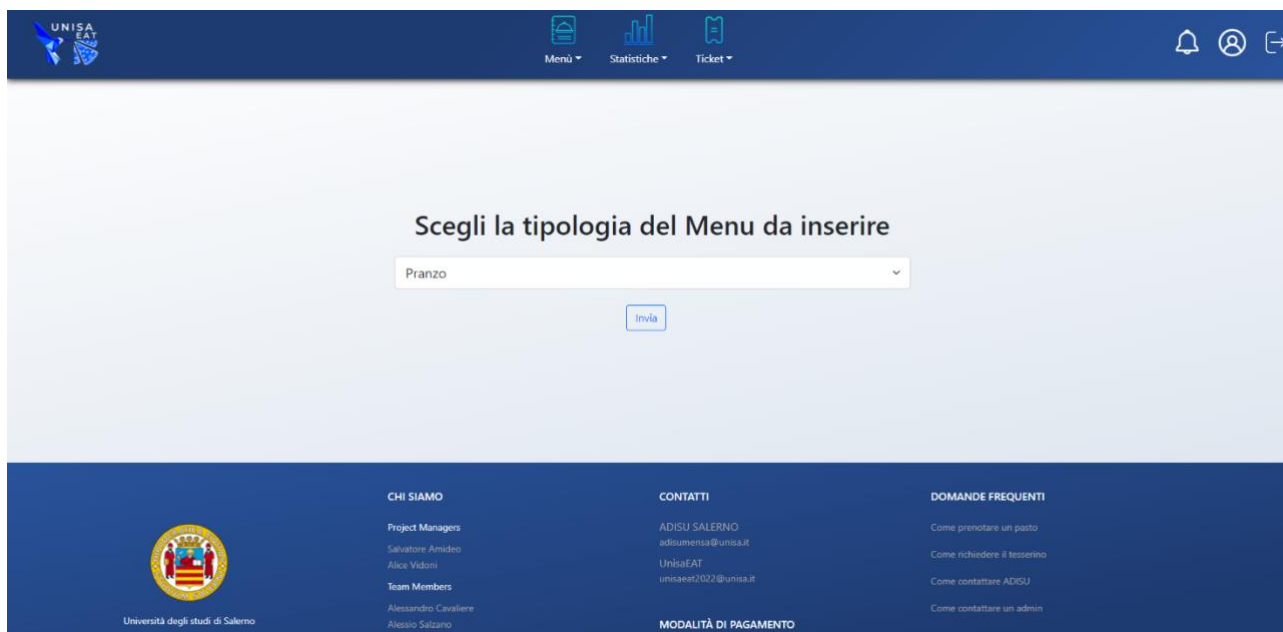 UNISA
EAT
Menù
Statistiche
Ticket
Scegli la tipologia del Menu da inserire
Pranzo
Invia
Università degli studi di Salerno
CHI SIAMO
Project Managers
Salvatore Amideo
Alice Vidoni
Team Members
Alessandro Cavaliere
Alessio Salzano
CONTATTI
ADISU SALERNO
adisumensa@unisa.it
UnisaEAT
unisaeat2022@unisa.it
MODALITÀ DI PAGAMENTO
DOMANDE FREQUENTI
Come prenotare un pasto
Come richiedere il tesserino
Come contattare ADISU
Come contattare un admin